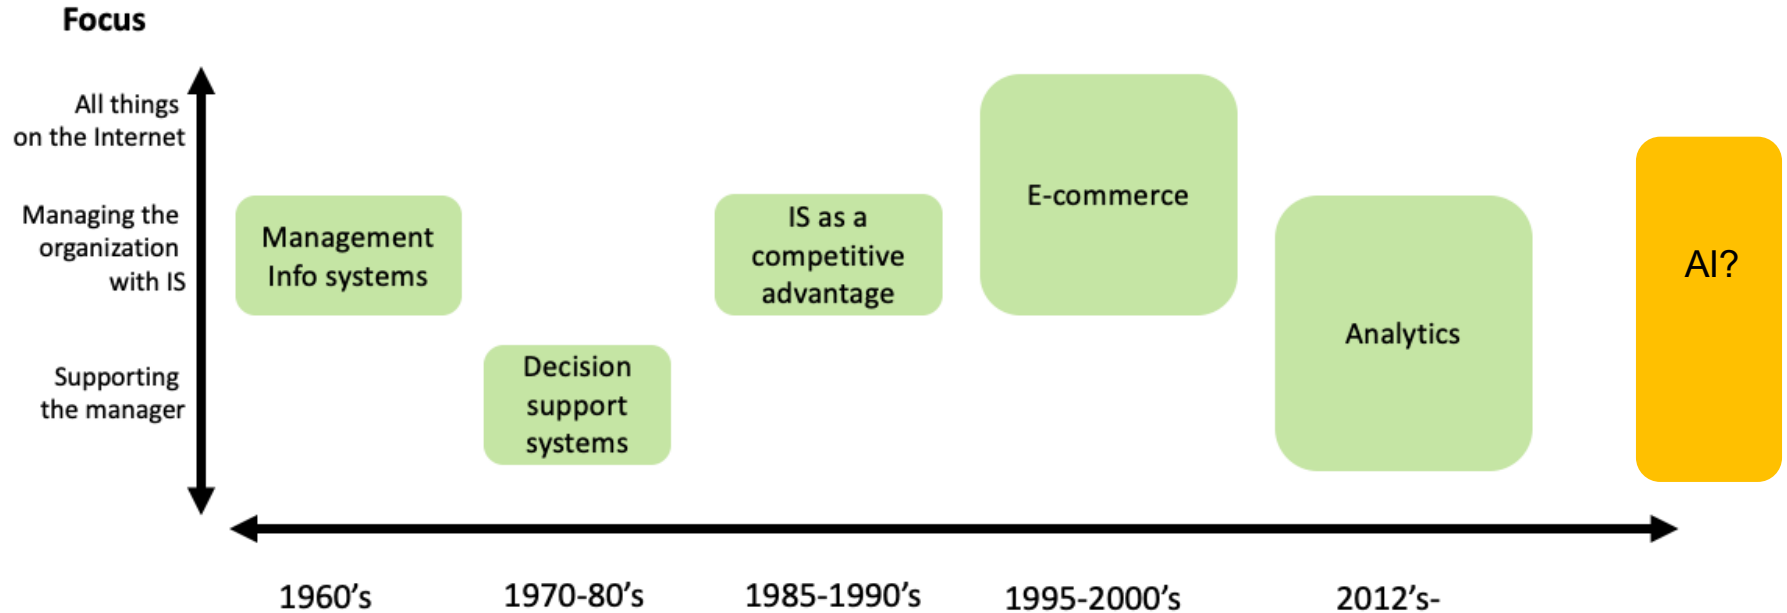 Focus
All things
on the Internet
Managing the
organization
with IS
Supporting
the manager
Management
Info systems
Decision
support
systems
IS as a
competitive
advantage
E-commerce
Analytics
AI?
1960’s
1970-80’s
1985-1990’s
1995-2000’s
2012’s-